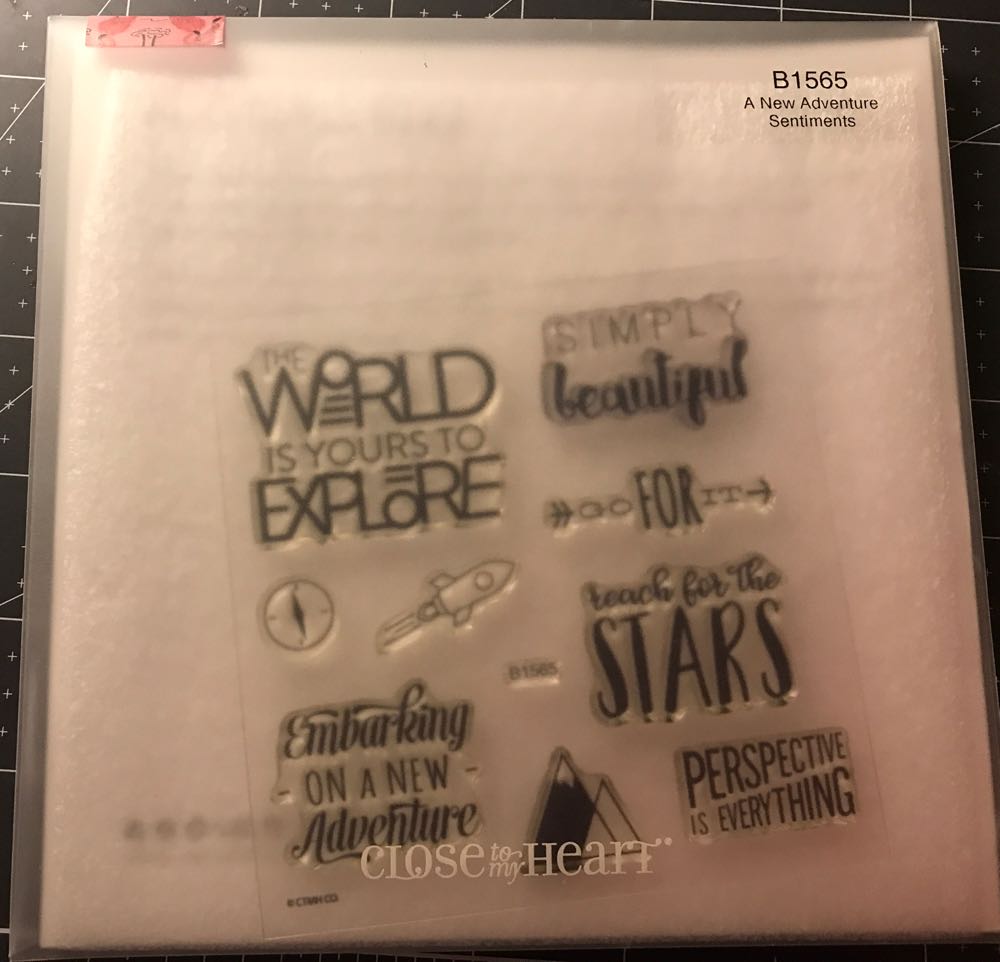 B1565
A New Adventure
Sentiments
THE
WORLD
IS YOURS TO
EXPLORE
SIMPLY
beautiful
GO FOR IT
reach for the
STARS
B1565
Embarking
- ON A NEW -
Adventure
PERSPECTIVE
IS EVERYTHING
CLOSE to my HEART
© CTMH CO